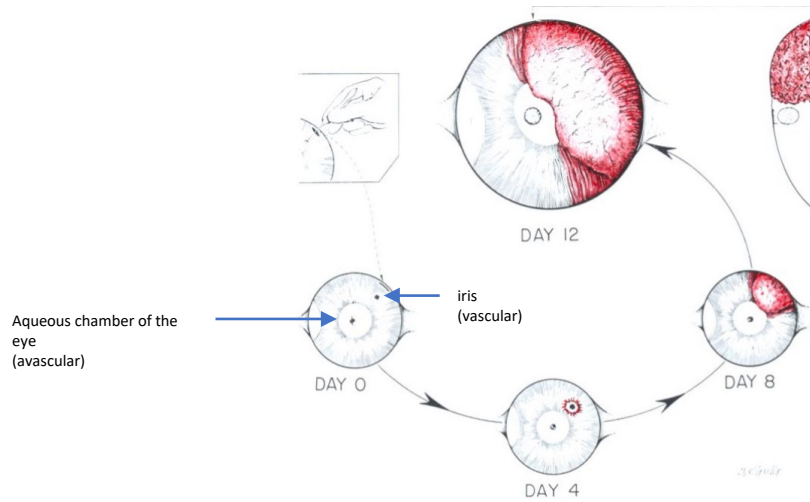 DAY 12
Aqueous chamber of the
eye
(avascular)
iris
(vascular)
DAY 0
DAY 8
DAY 4